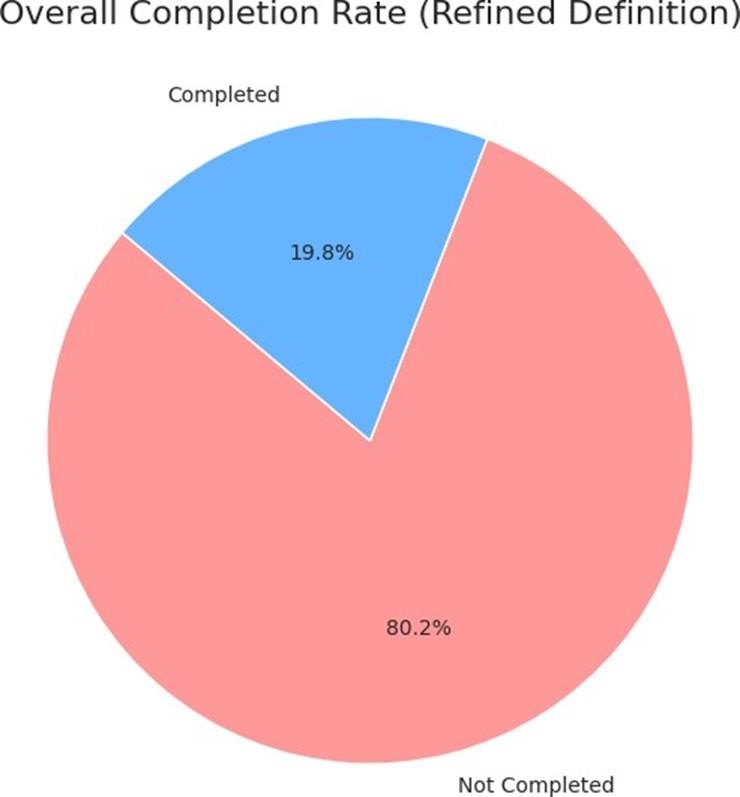 Overall Completion Rate (Refined Definition)
Completed
19.8%
80.2%
Not Completed